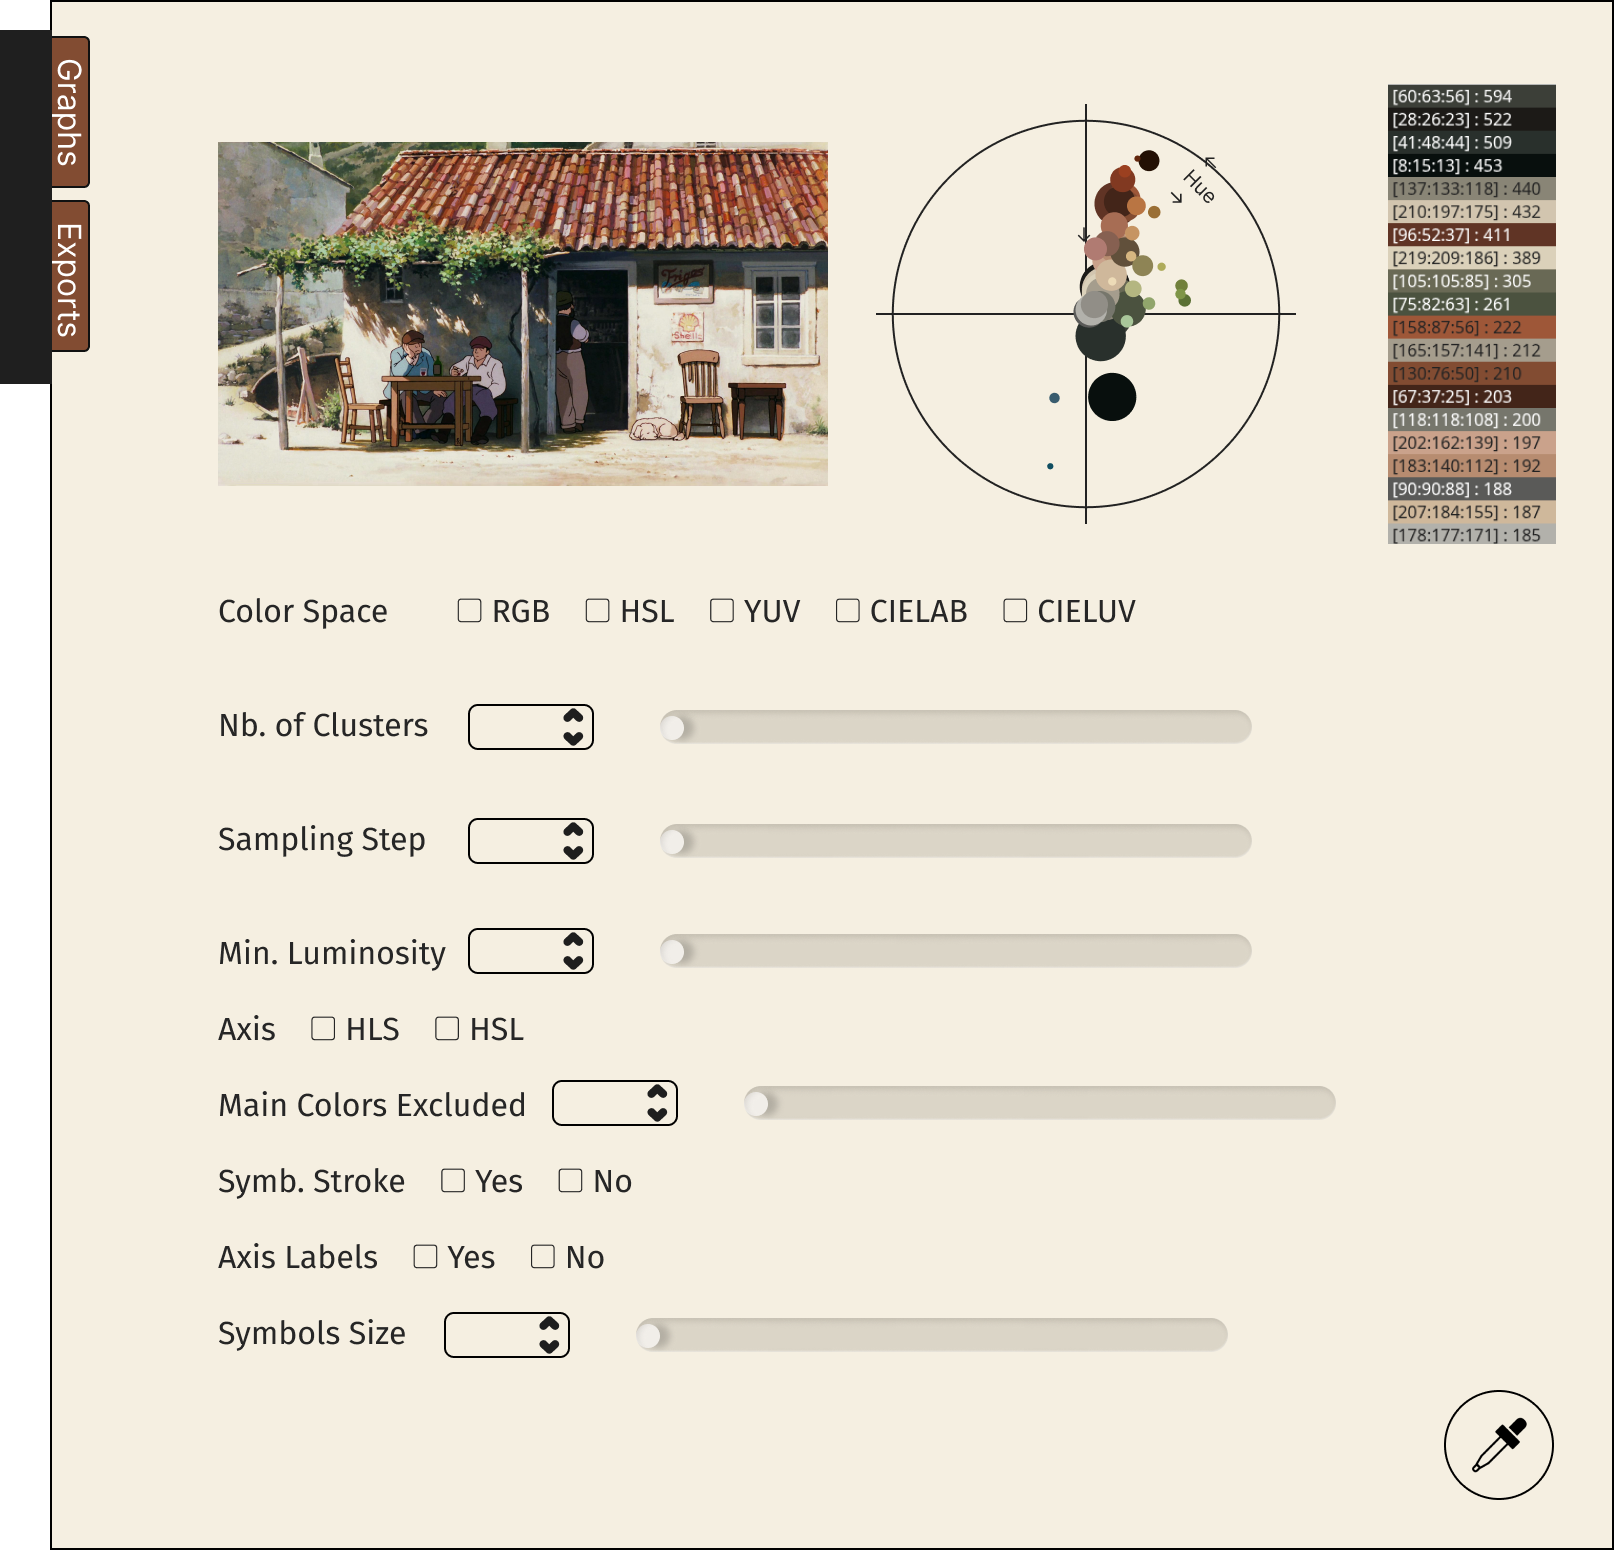 Graphs
Exports
Frigor
Shell
Hue
[60:63:56] : 594
[28:26:23] : 522
[41:48:44] : 509
[8:15:13] : 453
[137:133:118] : 440
[210:197:175] : 432
[96:52:37] : 411
[219:209:186] : 389
[105:105:85] : 305
[75:82:63] : 261
[158:87:56] : 222
[165:157:141] : 212
[130:76:50] : 210
[67:37:25] : 203
[118:118:108] : 200
[202:162:139] : 197
[183:140:112] : 192
[90:90:88] : 188
[207:184:155] : 187
[178:177:171] : 185
Color Space RGB HSL YUV CIELAB CIELUV
Nb. of Clusters
Sampling Step
Min. Luminosity
Axis HLS HSL
Main Colors Excluded
Symb. Stroke Yes No
Axis Labels Yes No
Symbols Size